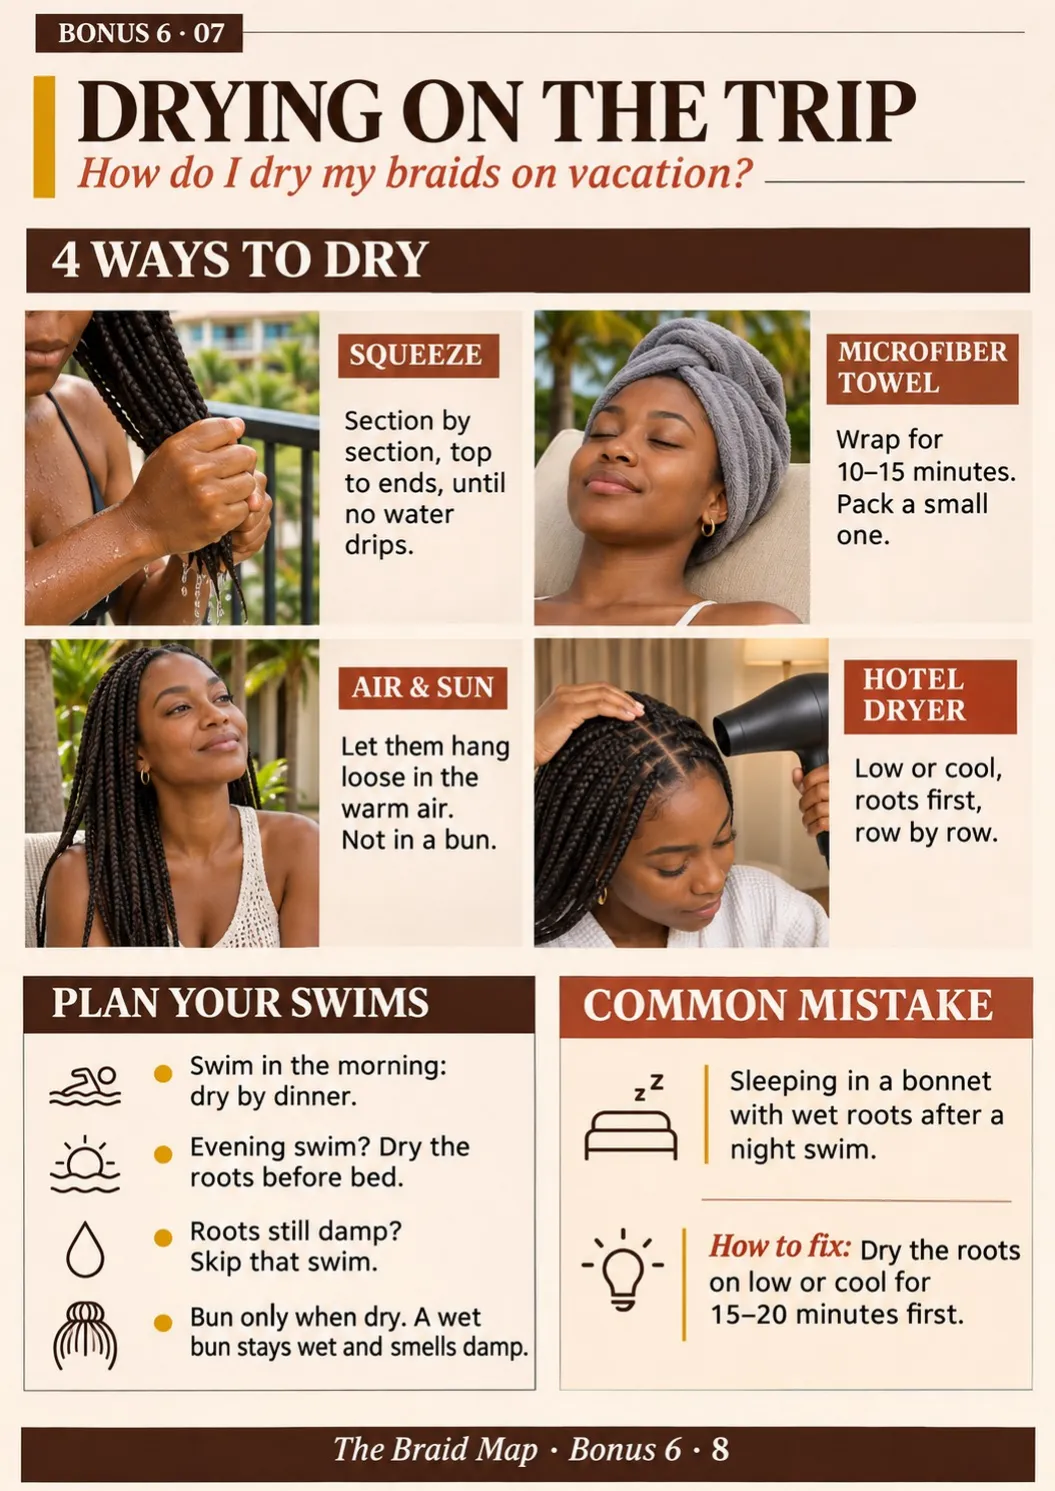 BONUS 6 · 07
DRYING ON THE TRIP
How do I dry my braids on vacation?
4 WAYS TO DRY
SQUEEZE
Section by
section, top
to ends, until
no water
drips.
MICROFIBER
TOWEL
Wrap for
10–15 minutes.
Pack a small
one.
AIR & SUN
Let them hang
loose in the
warm air.
Not in a bun.
HOTEL
DRYER
Low or cool,
roots first,
row by row.
PLAN YOUR SWIMS
Swim in the morning:
dry by dinner.
Evening swim? Dry the
roots before bed.
Roots still damp?
Skip that swim.
Bun only when dry. A wet
bun stays wet and smells damp.
COMMON MISTAKE
z Z
Sleeping in a bonnet
with wet roots after a
night swim.
How to fix: Dry the roots
on low or cool for
15–20 minutes first.
The Braid Map · Bonus 6 · 8